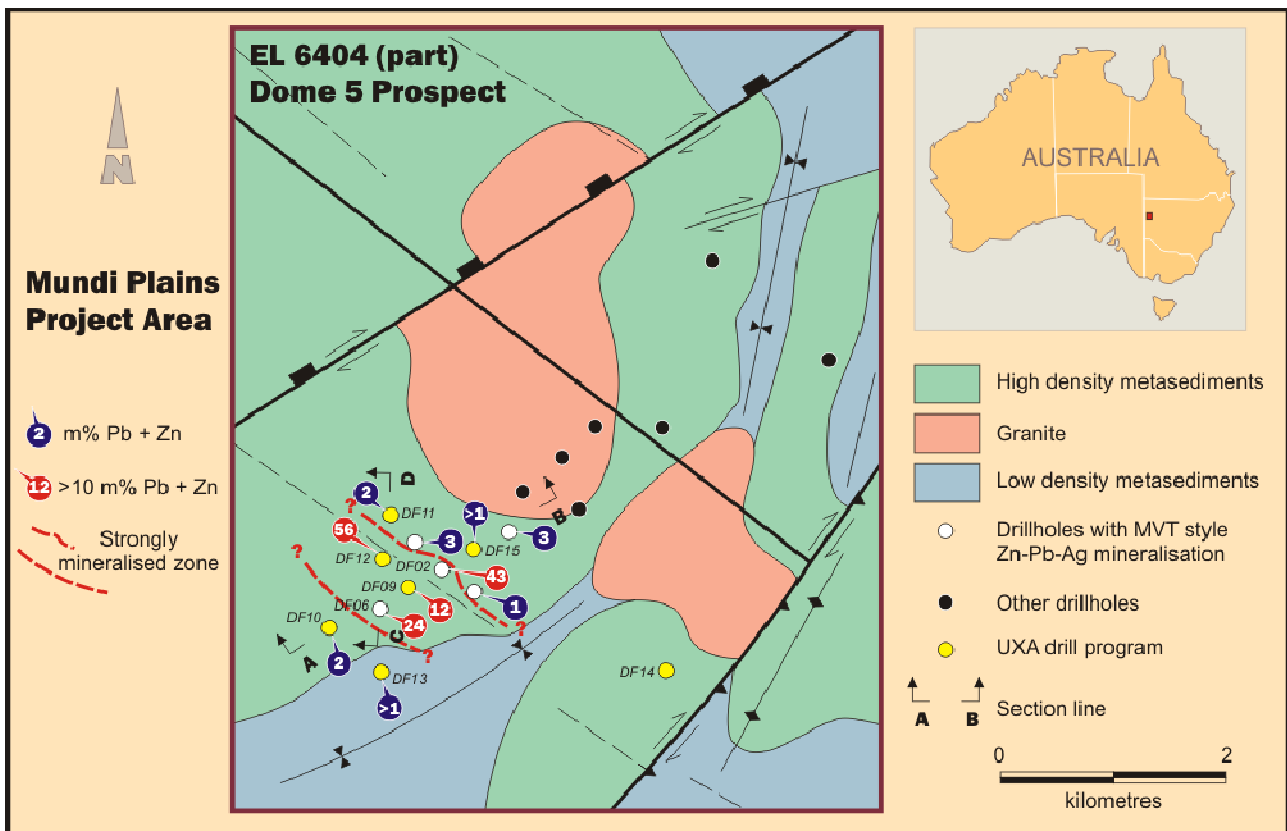 EL 6404 (part)
Dome 5 Prospect
N
Mundi Plains
Project Area
2 m% Pb + Zn
12 >10 m% Pb + Zn
Strongly
mineralised zone
AUSTRALIA
High density metasediments
Granite
Low density metasediments
Drillholes with MVT style
Zn-Pb-Ag mineralisation
Other drillholes
UXA drill program
A B Section line
0 2
kilometres
D
2
DF11
?
>1
B
56
3
DF15
3
?
DF12
DF02
43
DF09
12
1
DF06
24
?
DF10
C
?
A
2
DF13
>1
DF14